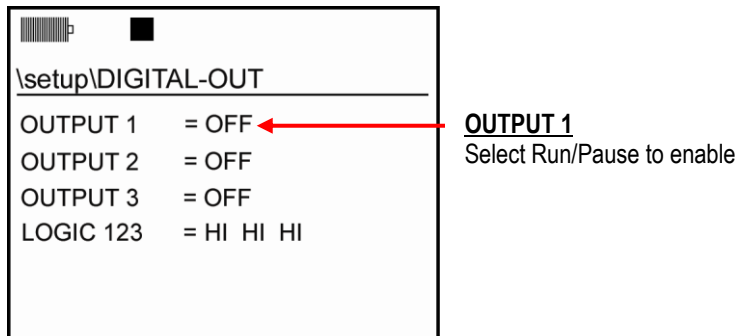 \setup\DIGITAL-OUT
OUTPUT 1 = OFF
OUTPUT 2 = OFF
OUTPUT 3 = OFF
LOGIC 123 = HI HI HI
OUTPUT 1
Select Run/Pause to enable